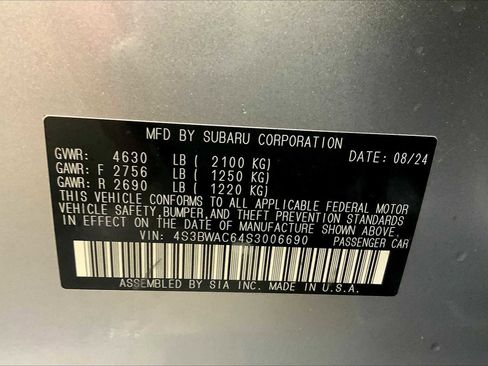 MFD BY SUBARU CORPORATION
GVWR: 4630 LB ( 2100 KG) DATE: 08/24
GAWR: F 2756 LB ( 1250 KG)
GAWR: R 2690 LB ( 1220 KG)
THIS VEHICLE CONFORMS TO ALL APPLICABLE FEDERAL MOTOR
VEHICLE SAFETY, BUMPER, AND THEFT PREVENTION STANDARDS
IN EFFECT ON THE DATE OF MANUFACTURE SHOWN ABOVE.
VIN: 4S3BWAC64S3006690 PASSENGER CAR
ASSEMBLED BY SIA INC. MADE IN U.S.A.